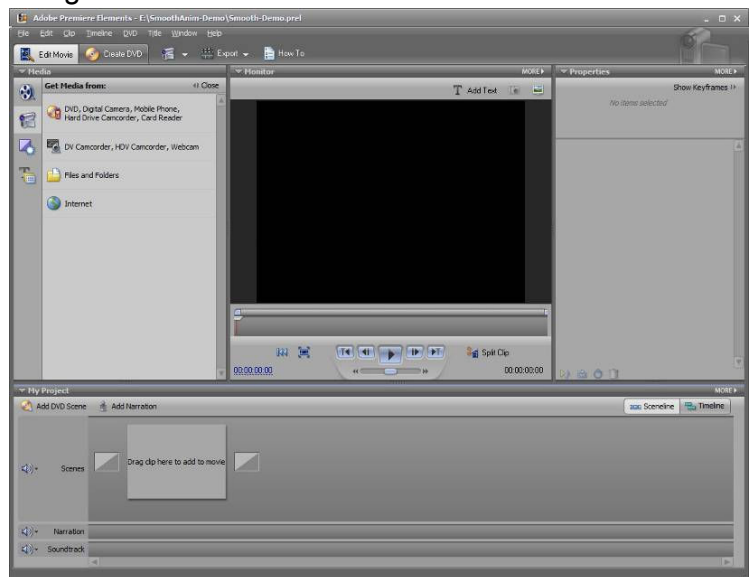 Adobe Premiere Elements - E:\SmoothAnim-Demo\Smooth-Demo.prel
File Edit Clip Timeline DVD Title Window Help
Edit Movie Create DVD Export How To
Media
Get Media from: Close
DVD, Digital Camera, Mobile Phone,
Hard Drive Camcorder, Card Reader
DV Camcorder, HDV Camcorder, Webcam
Files and Folders
Internet
Monitor MORE
T Add Text
Split Clip
00:00:00:00 00:00:00:00
Properties MORE
Show Keyframes
No items selected
My Project MORE
Add DVD Scene Add Narration Sceneline Timeline
Scenes Drag clip here to add to movie
Narration
Soundtrack